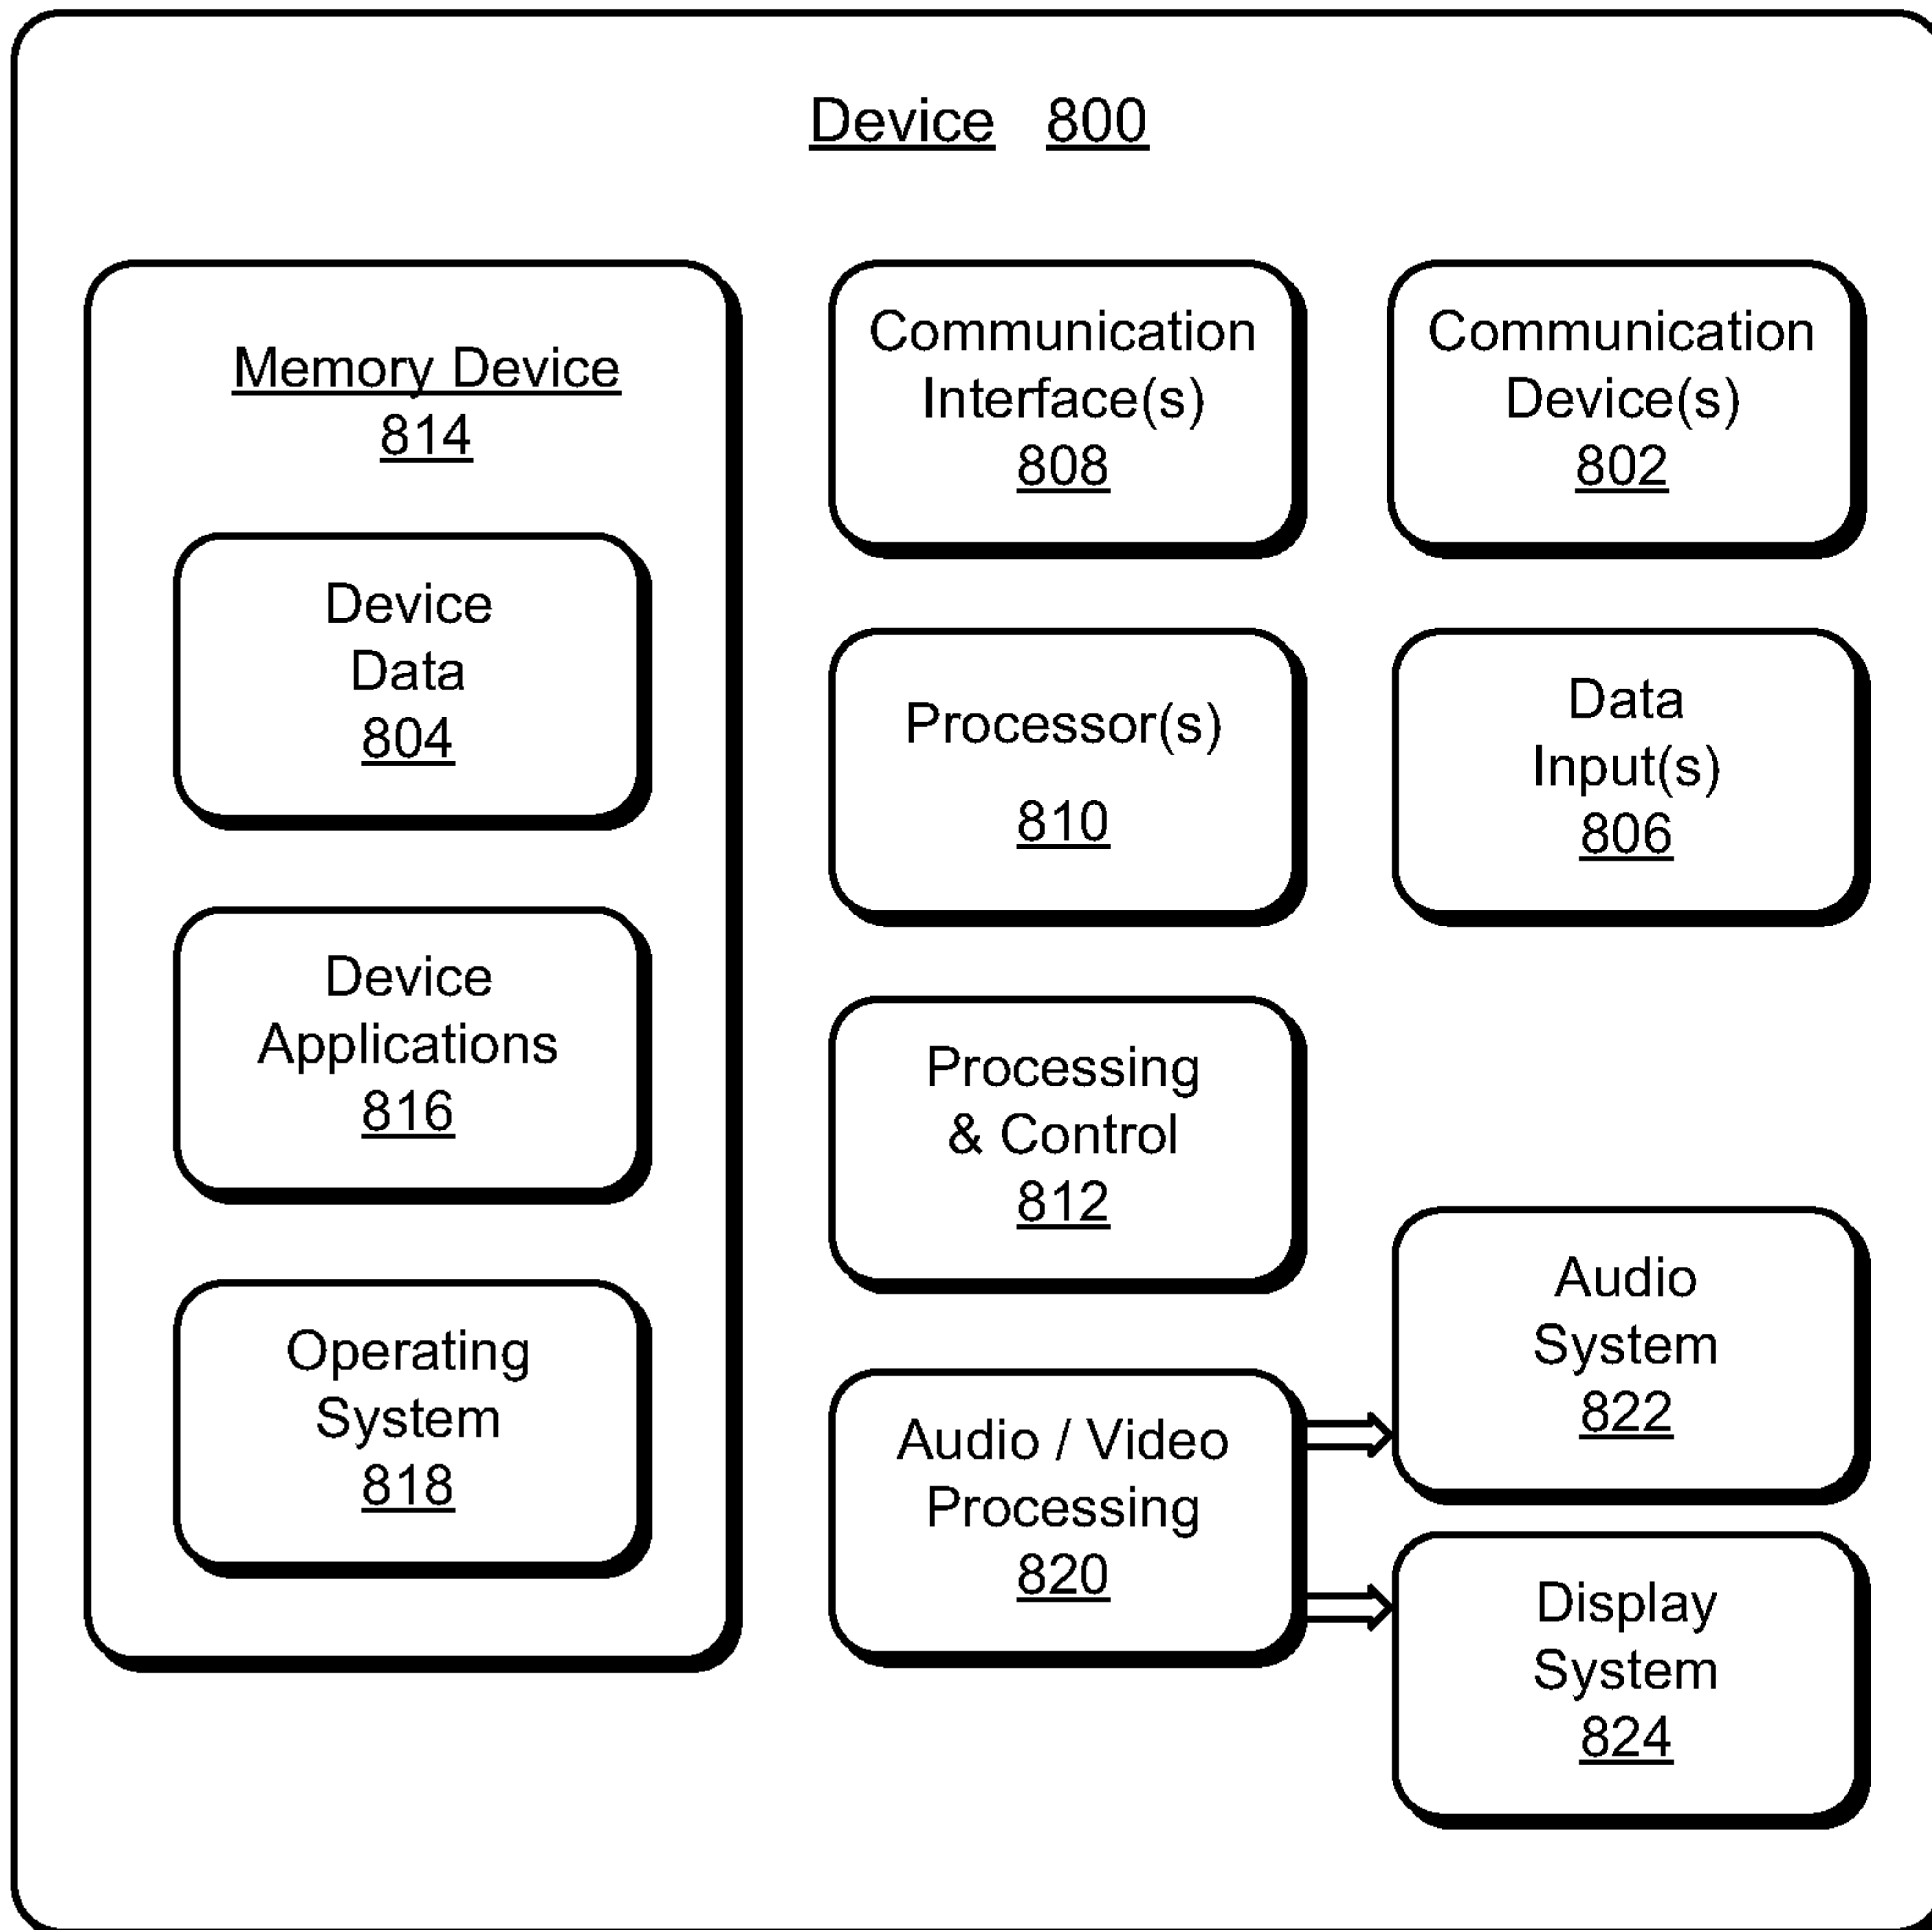 Device 800
Memory Device
814
Device
Data
804
Device
Applications
816
Operating
System
818
Communication
Interface(s)
808
Processor(s)
810
Processing
& Control
812
Audio / Video
Processing
820
Communication
Device(s)
802
Data
Input(s)
806
Audio
System
822
Display
System
824